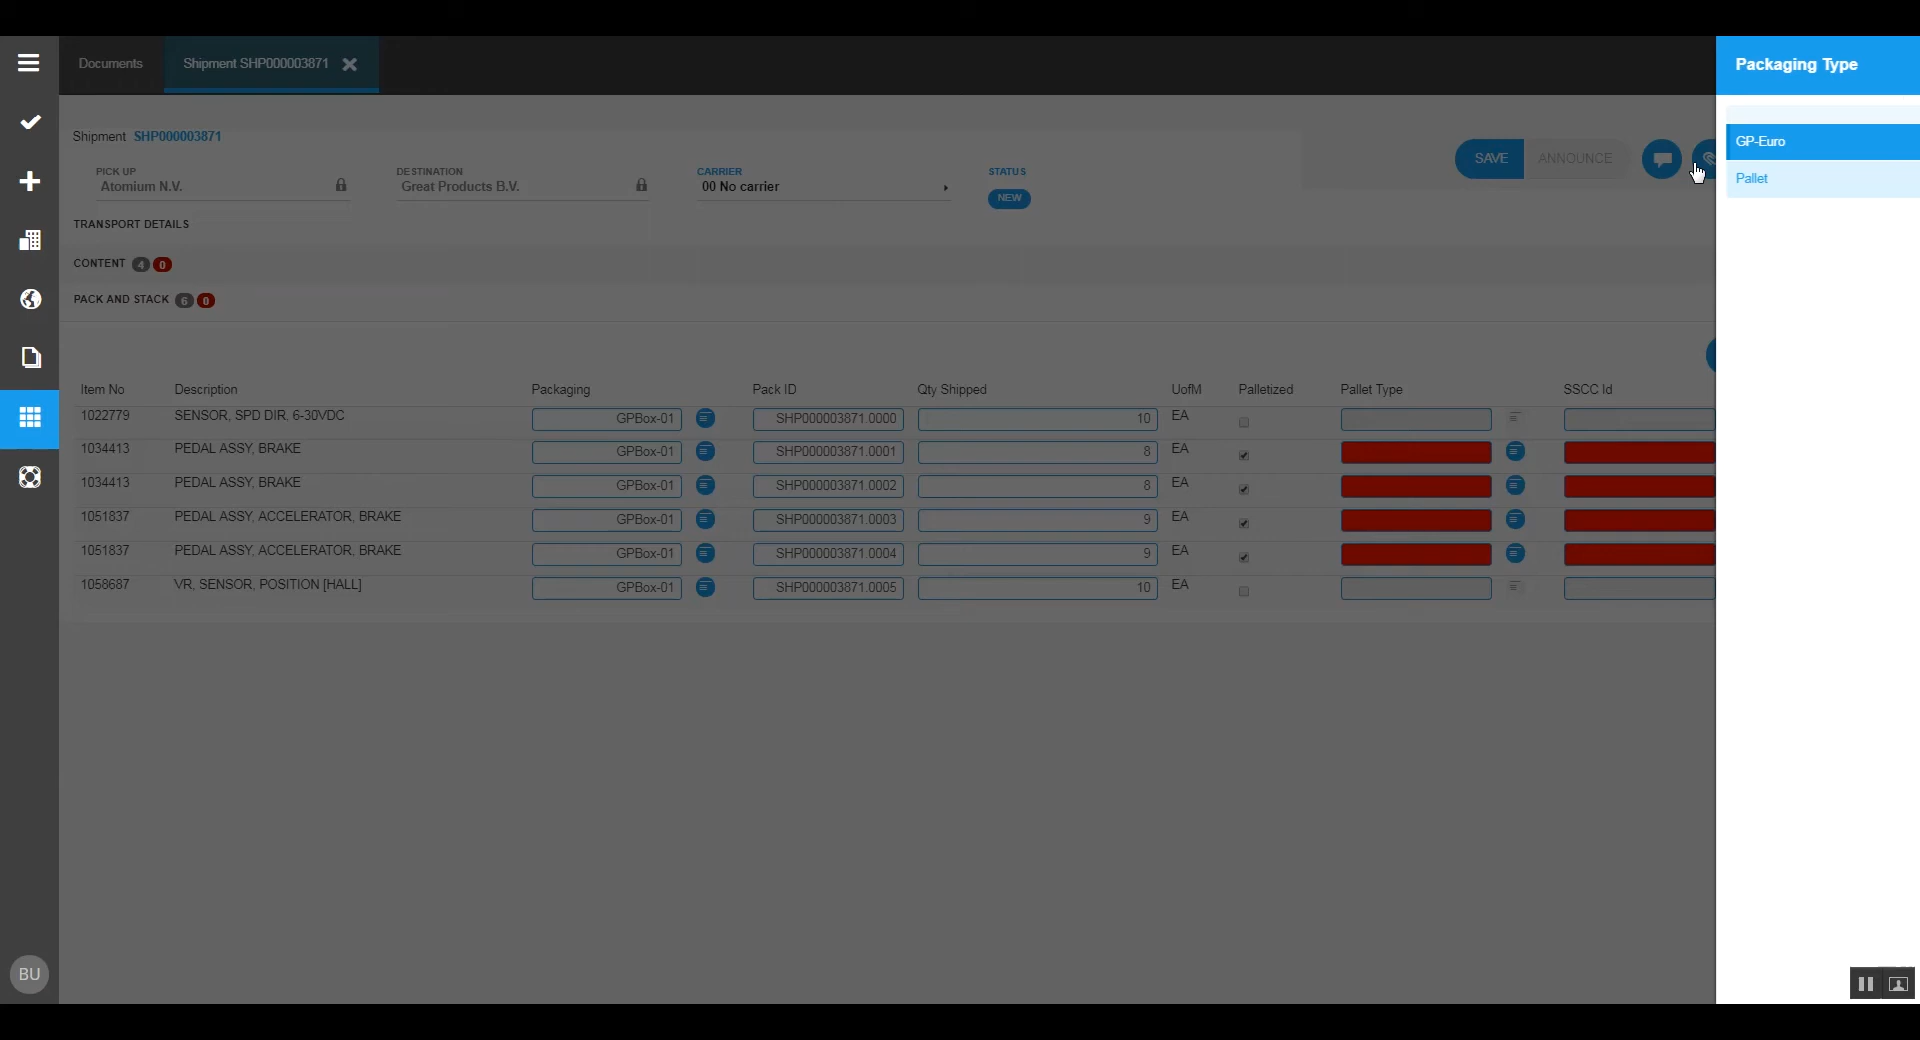 Documents
Shipment SHP000003871
Packaging Type
Shipment SHP000003871
GP-Euro
SAVE
ANNOUNCE
PICK UP
DESTINATION
CARRIER
STATUS
Pallet
Atomium N.V.
Great Products B.V.
00 No carrier
NEW
TRANSPORT DETAILS
CONTENT 4 0
PACK AND STACK 6 0
Item No Description Packaging Pack ID Qty Shipped UofM Palletized Pallet Type SSCC Id
1022779 SENSOR, SPD DIR. 6-30VDC GPBox-01 SHP000003871.0000 10 EA
1034413 PEDAL ASSY, BRAKE GPBox-01 SHP000003871.0001 8 EA
1034413 PEDAL ASSY, BRAKE GPBox-01 SHP000003871.0002 8 EA
1051837 PEDAL ASSY, ACCELERATOR, BRAKE GPBox-01 SHP000003871.0003 9 EA
1051837 PEDAL ASSY, ACCELERATOR, BRAKE GPBox-01 SHP000003871.0004 9 EA
1058687 VR, SENSOR, POSITION [HALL] GPBox-01 SHP000003871.0005 10 EA
BU